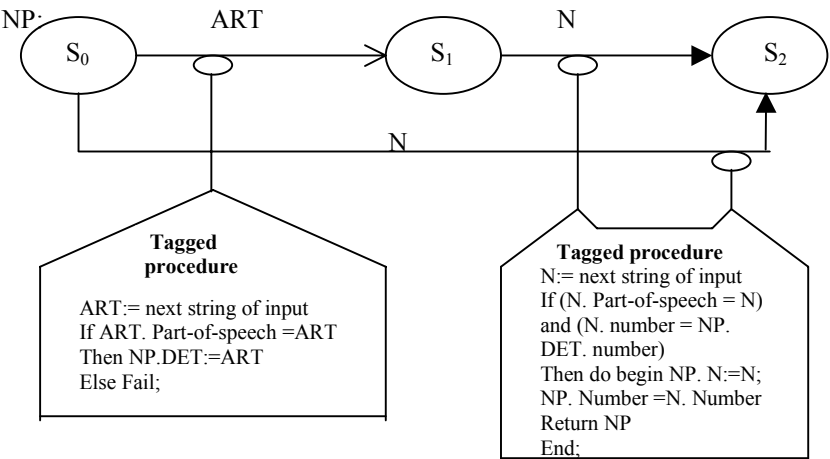 NP: ART N
S0 S1 S2
N
Tagged
procedure
ART:= next string of input
If ART. Part-of-speech =ART
Then NP.DET:=ART
Else Fail;
Tagged procedure
N:= next string of input
If (N. Part-of-speech = N)
and (N. number = NP.
DET. number)
Then do begin NP. N:=N;
NP. Number =N. Number
Return NP
End;